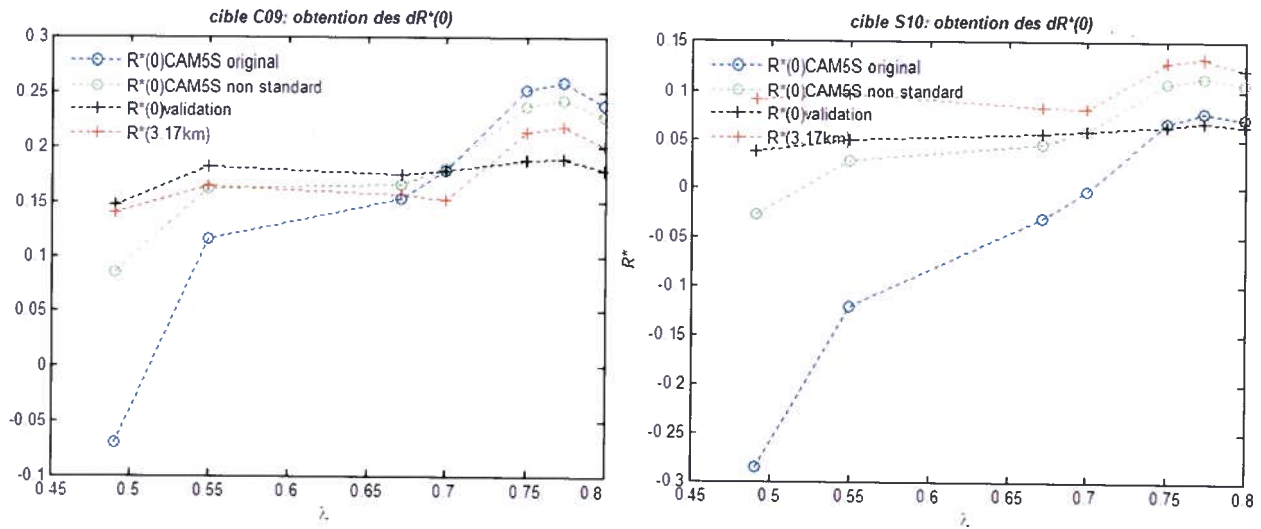 cible C09: obtention des dR*(0)
R*(0)CAM5S original
R*(0)CAM5S non standard
R*(0)validation
R*(3.17km)
0.3
0.25
0.2
0.15
0.1
0 05
0
-0 05
-0 1
0 45
0 5
0 55
0 6
0 65
0 7
0 75
0 8
λ
cible S10: obtention des dR*(0)
R*(0)CAM5S original
R*(0)CAM5S non standard
R*(0)validation
R*(3.17km)
0.15
0.1
0.05
0
-0 05
-0 1
-0 15
-0 2
-0 25
-0.3
R*
0 45
0 5
0 55
0 6
0 65
0 7
0 75
0 8
λ